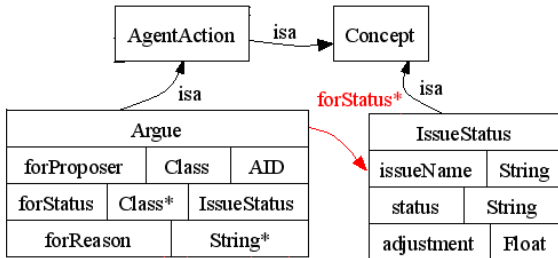 AgentAction isa Concept
isa isa
forStatus*
Argue
forProposer Class AID
forStatus Class* IssueStatus
forReason String*
IssueStatus
issueName String
status String
adjustment Float